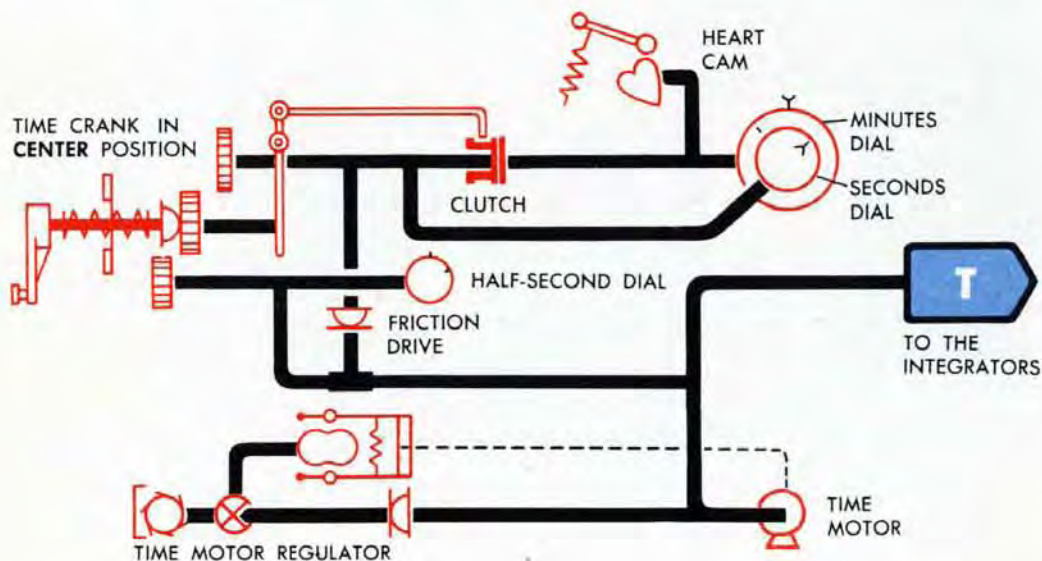 HEART
CAM
TIME CRANK IN
CENTER POSITION
MINUTES
DIAL
SECONDS
DIAL
CLUTCH
HALF-SECOND DIAL
T
FRICTION
DRIVE
TO THE
INTEGRATORS
TIME
MOTOR
TIME MOTOR REGULATOR